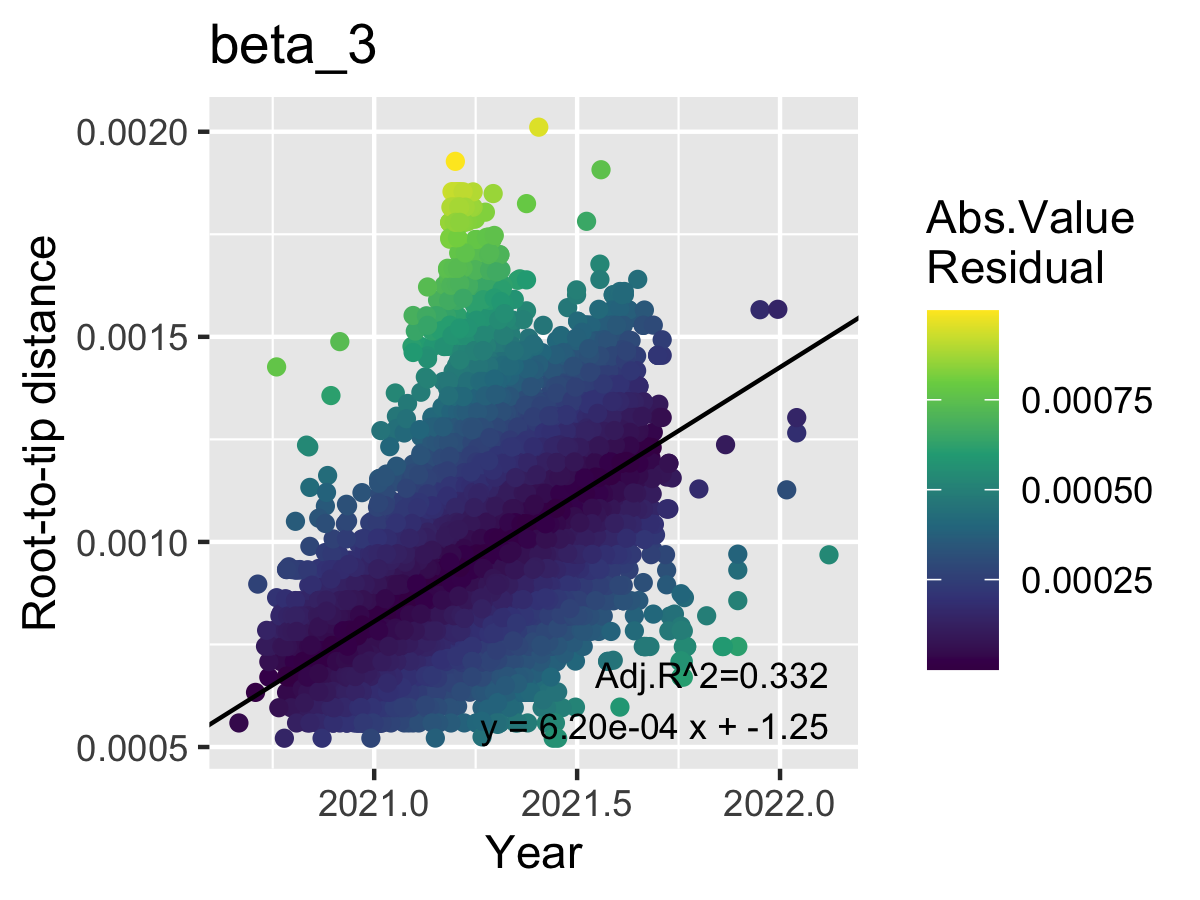 beta_3
Root-to-tip distance
0.0020
0.0015
0.0010
0.0005
Adj.R^2=0.332
y = 6.20e-04 x + -1.25
2021.0
2021.5
2022.0
Year
Abs.Value
Residual
0.00075
0.00050
0.00025